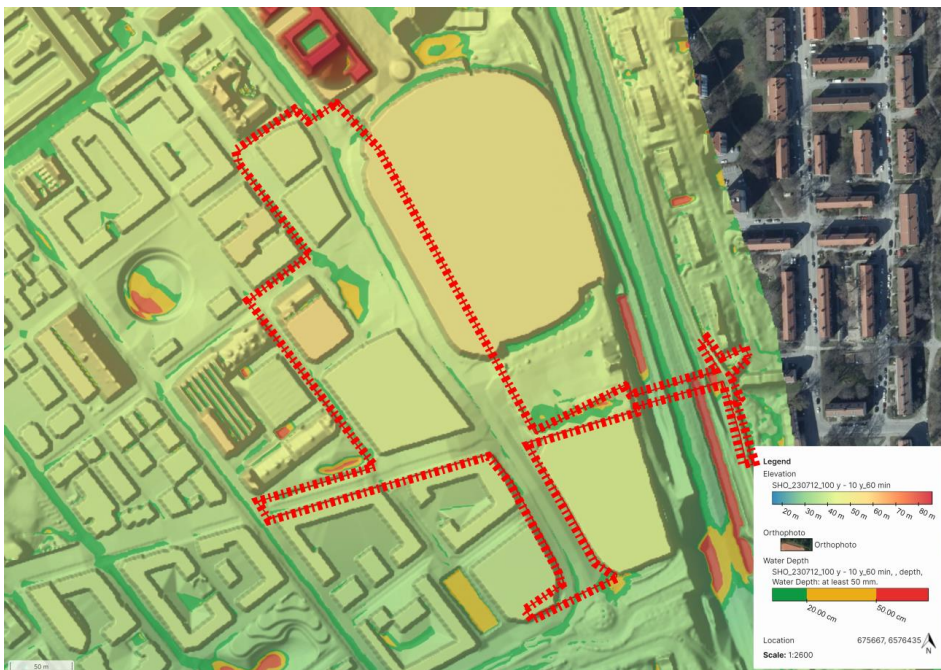 Legend
Elevation
SHO_230712_100 y - 10 y_60 min
20 m 30 m 40 m 50 m 60 m 70 m 80 m
Orthophoto
Orthophoto
Water Depth
SHO_230712_100 y - 10 y_60 min, , depth,
Water Depth: at least 50 mm.
20.00 cm 50.00 cm
Location 675667, 6576435
Scale: 1:2600 N
50 m